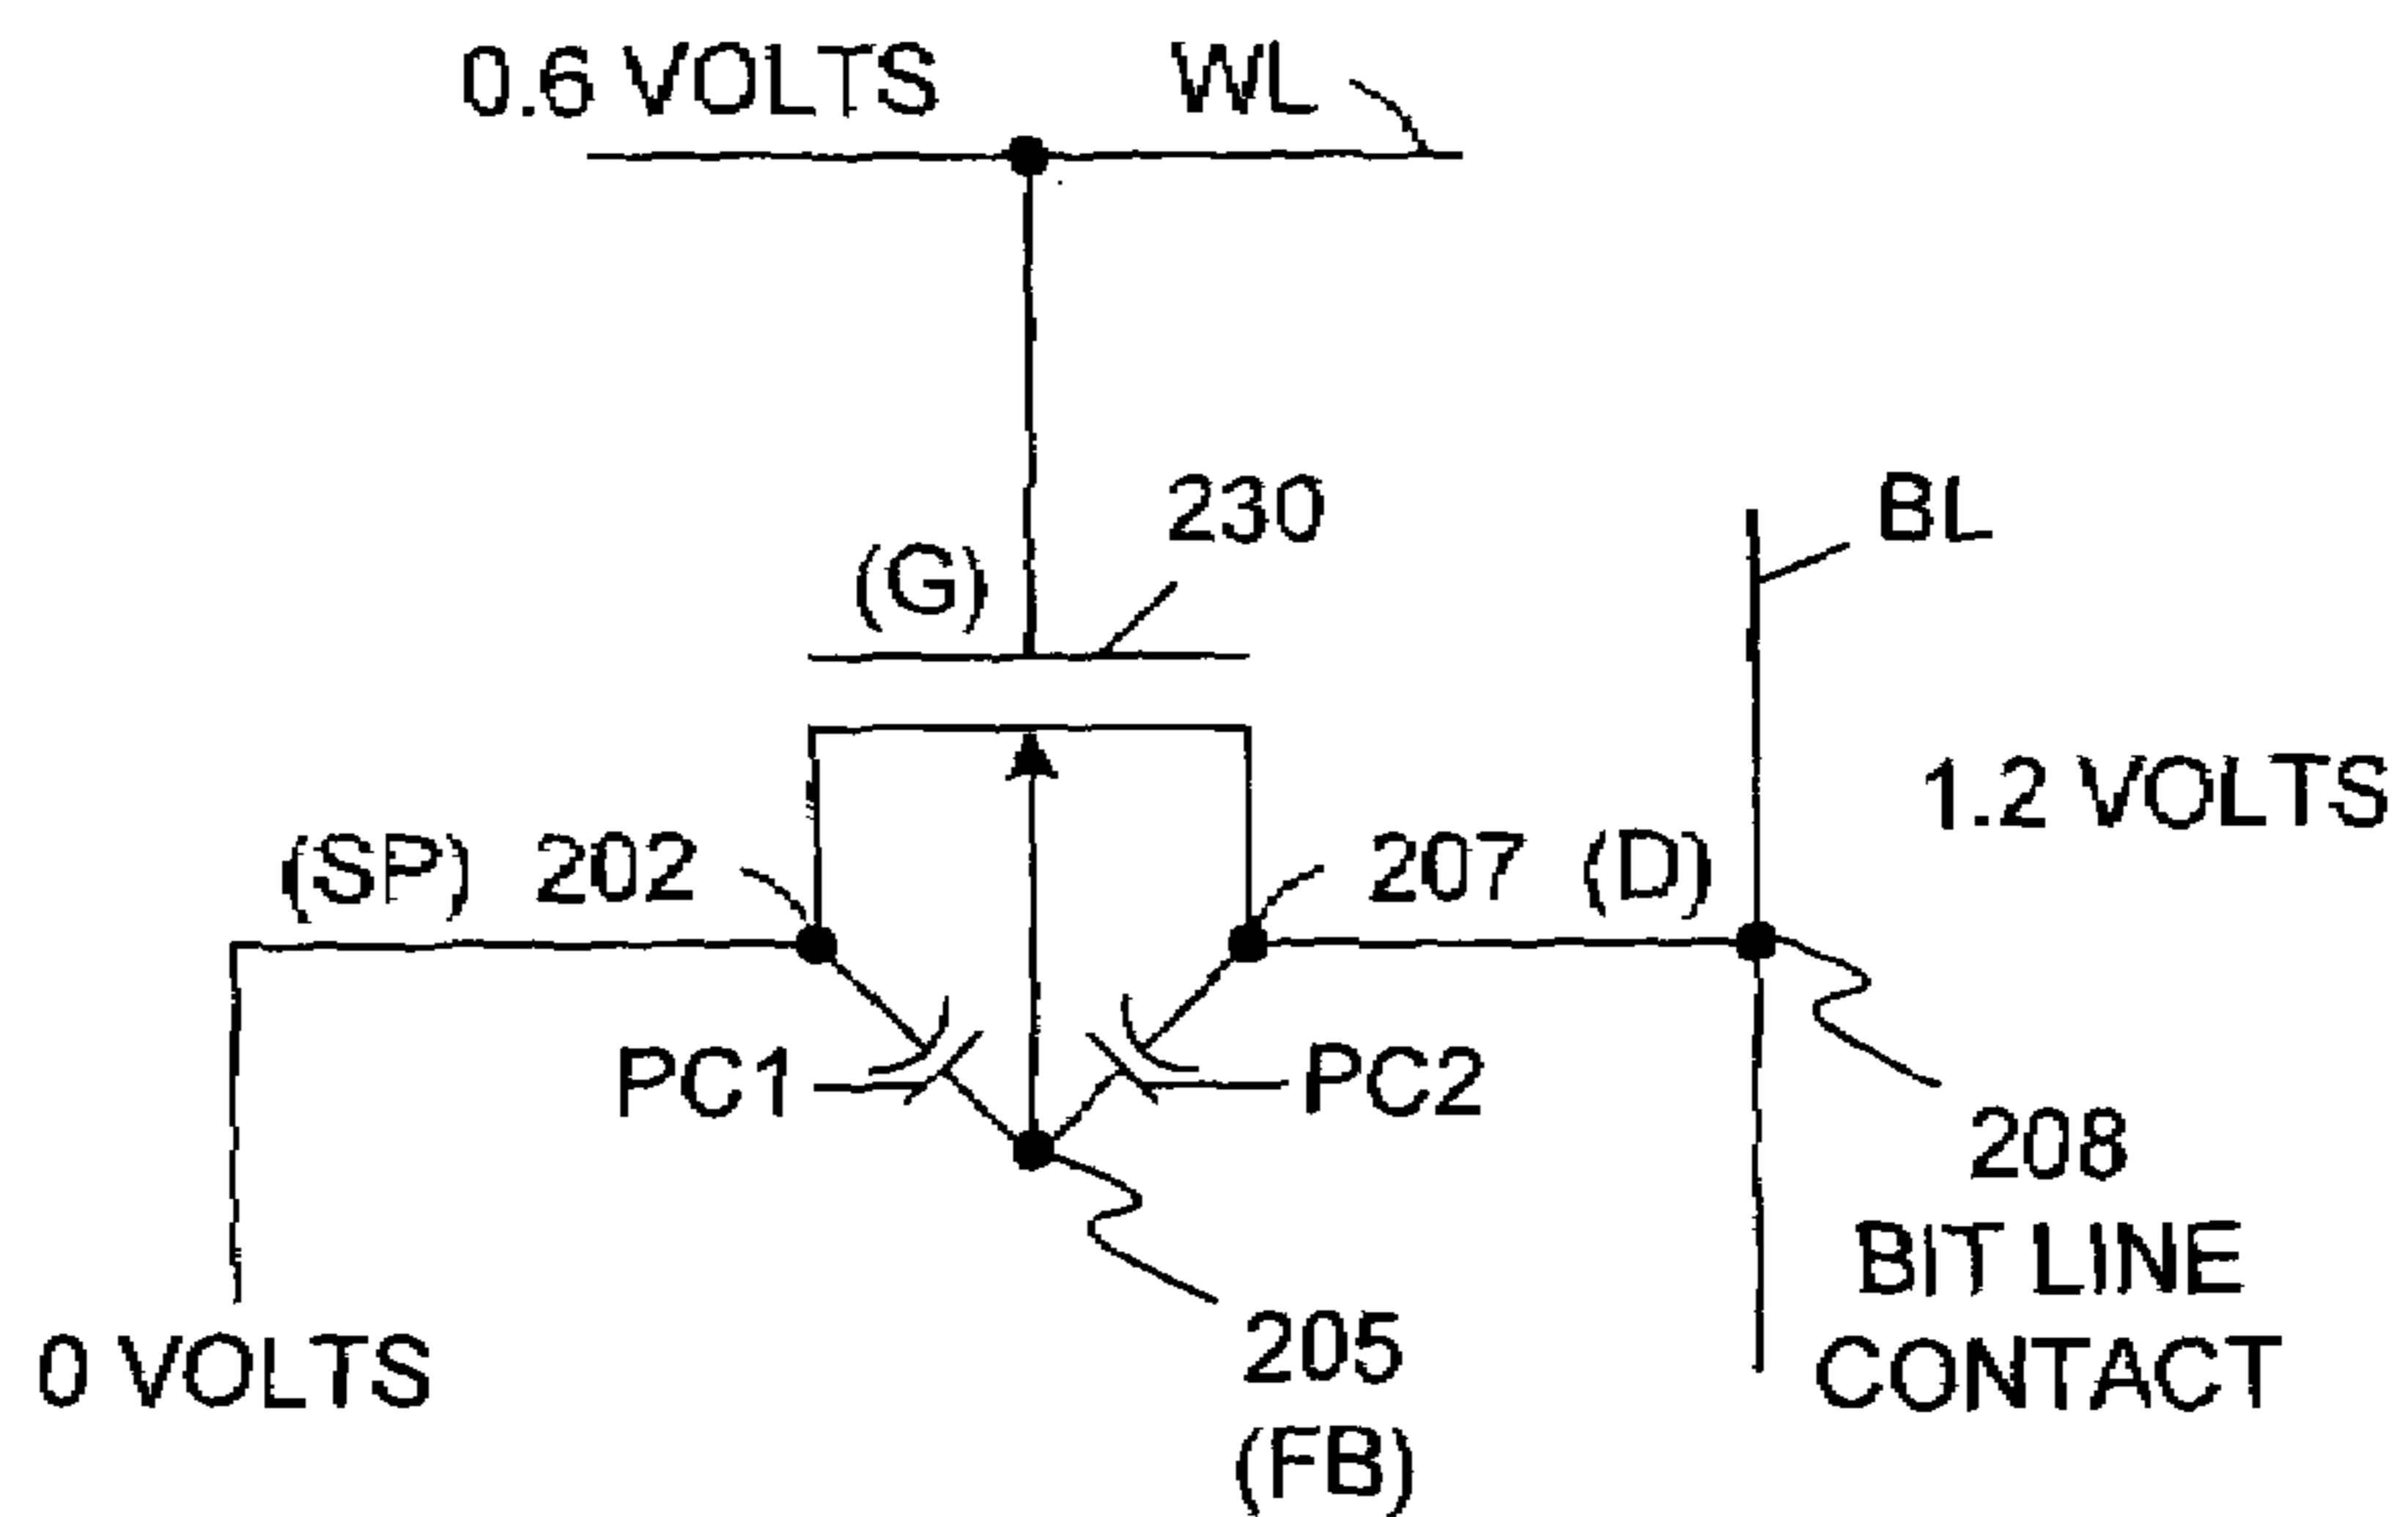 0.6 VOLTS WL
230
(G)
BL
1.2 VOLTS
(SP) 202
207 (D)
PC1
PC2
208
BIT LINE
CONTACT
205
(FB)
0 VOLTS